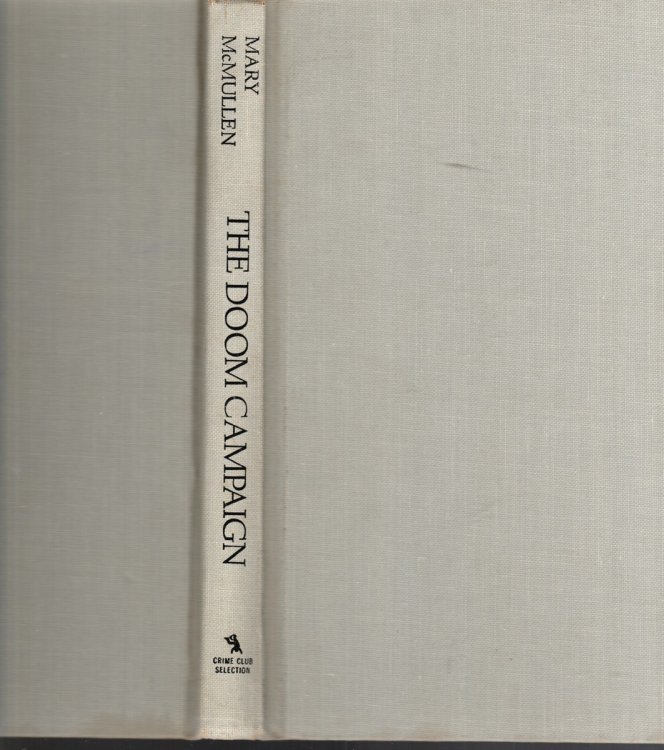 MARY
McMULLEN
THE DOOM CAMPAIGN
CRIME CLUB
SELECTION